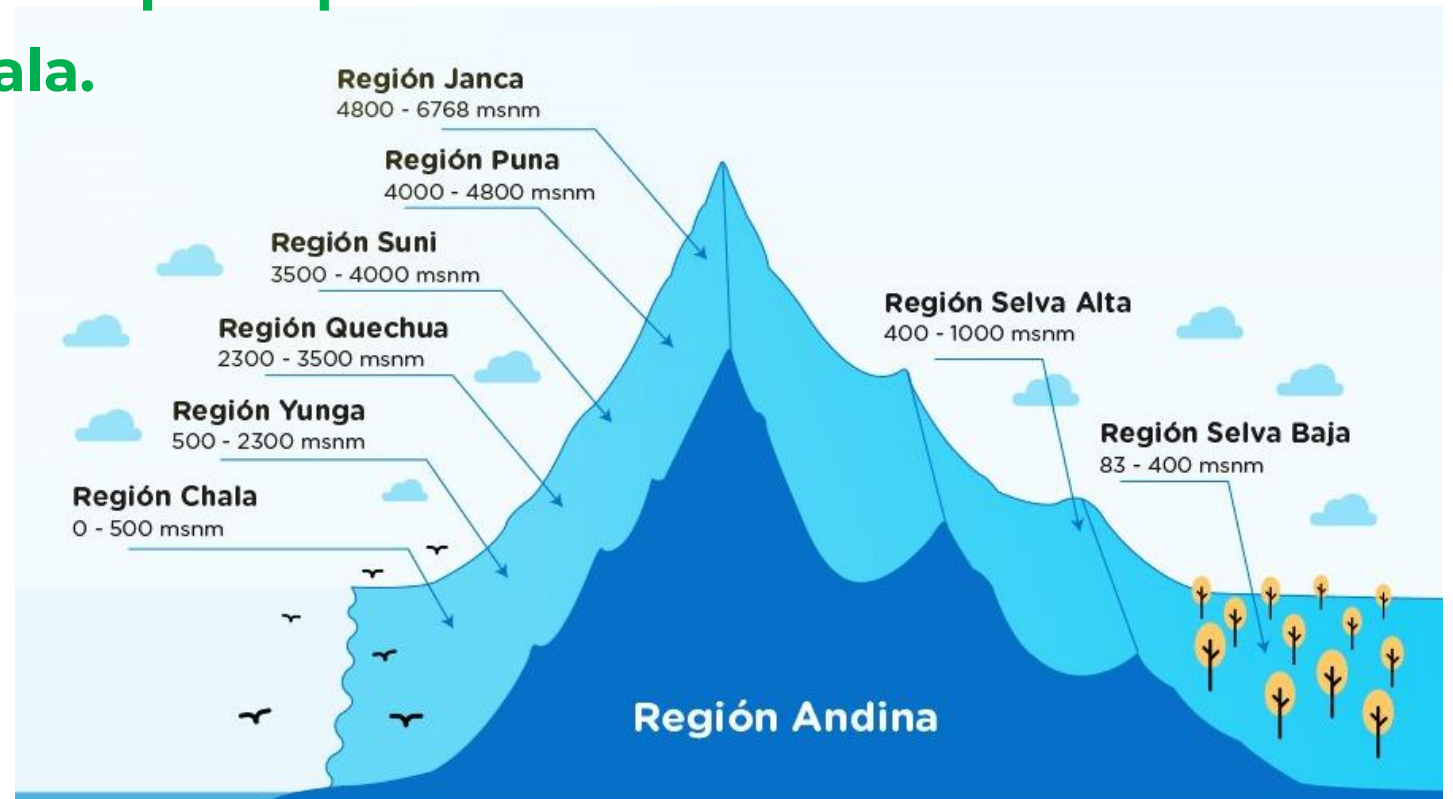 ala.
Región Janca
4800 - 6768 msnm
Región Puna
4000 - 4800 msnm
Región Suni
3500 - 4000 msnm
Región Quechua
2300 - 3500 msnm
Región Yunga
500 - 2300 msnm
Región Chala
0 - 500 msnm
Región Selva Alta
400 - 1000 msnm
Región Selva Baja
83 - 400 msnm
Región Andina